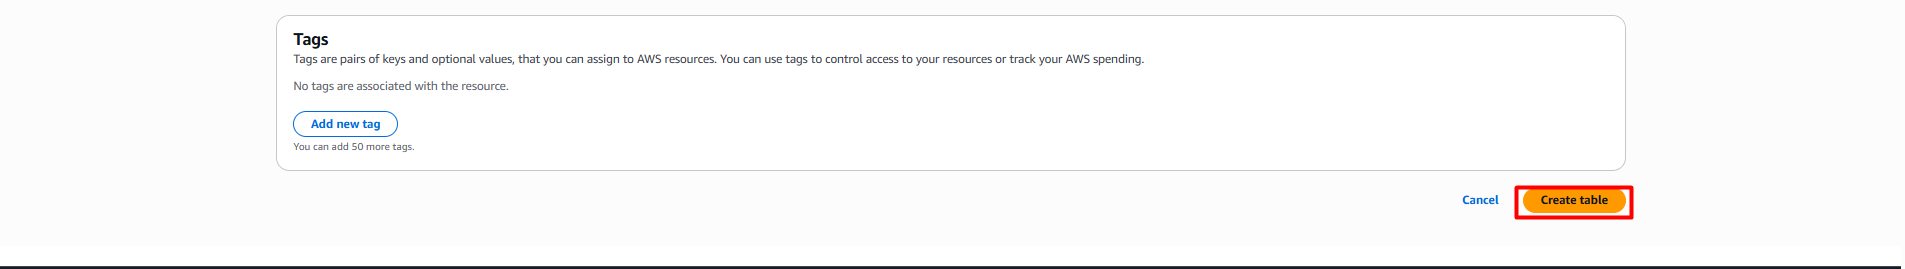 Tags
Tags are pairs of keys and optional values, that you can assign to AWS resources. You can use tags to control access to your resources or track your AWS spending.
No tags are associated with the resource.
Add new tag
You can add 50 more tags.
Cancel
Create table